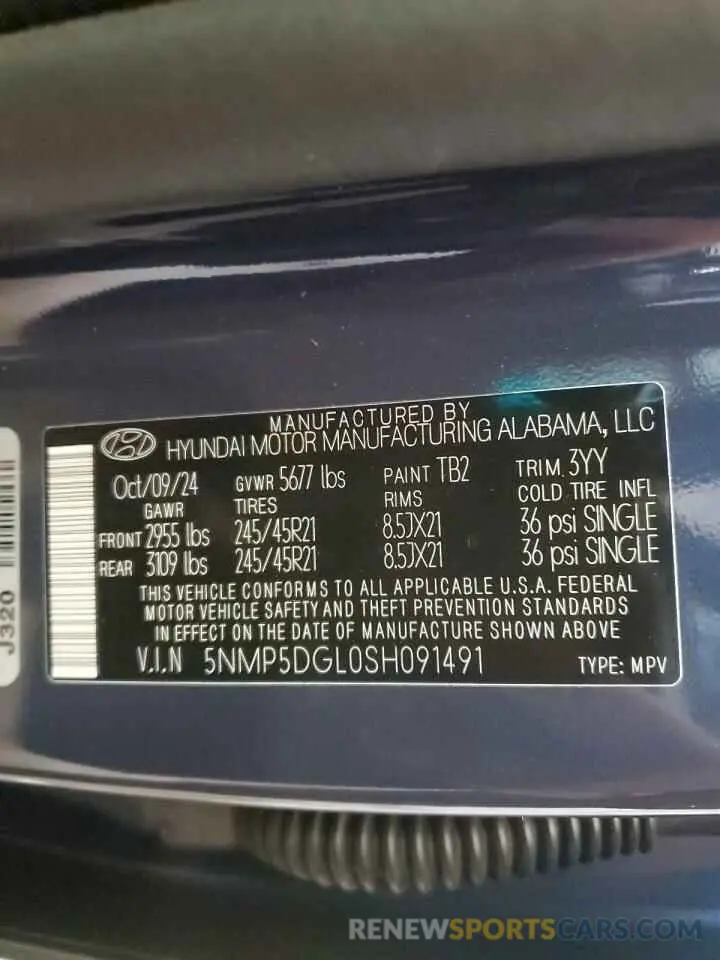 MANUFACTURED BY
HYUNDAI MOTOR MANUFACTURING ALABAMA, LLC
Oct/09/24 GVWR 5677 lbs PAINT TB2 TRIM 3YY
GAWR TIRES RIMS COLD TIRE INFL
FRONT 2955 lbs 245/45R21 8.5JX21 36 psi SINGLE
REAR 3109 lbs 245/45R21 8.5JX21 36 psi SINGLE
THIS VEHICLE CONFORMS TO ALL APPLICABLE U.S.A. FEDERAL
MOTOR VEHICLE SAFETY AND THEFT PREVENTION STANDARDS
IN EFFECT ON THE DATE OF MANUFACTURE SHOWN ABOVE
V.I.N 5NMP5DGL0SH091491 TYPE: MPV
J320
RENEWSPORTSCARS.COM